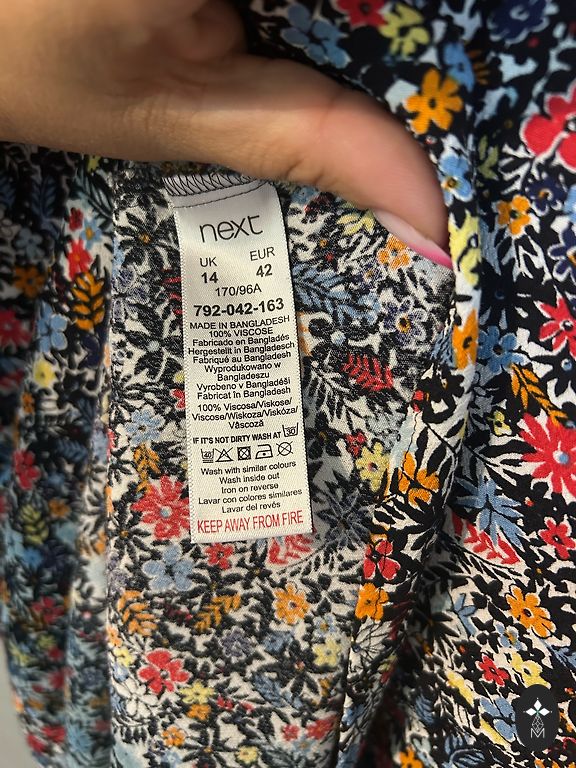 next
UK EUR
14 42
170/96A
792-042-163
MADE IN BANGLADESH
100% VISCOSE
Fabricado en Bangladés
Hergestellt in Bangladesch
Fabriqué au Bangladesh
Wyprodukowano w
Bangladeszu
Vyrobeno v Bangladéši
Fabricat în Bangladesh
100% Viscosa/Viskose/
Viscose/Wiskoza/Viskóza/
Vâscoză
IF IT'S NOT DIRTY WASH AT 30
40
Wash with similar colours
Wash inside out
Iron on reverse
Lavar con colores similares
Lavar del revés
KEEP AWAY FROM FIRE
M